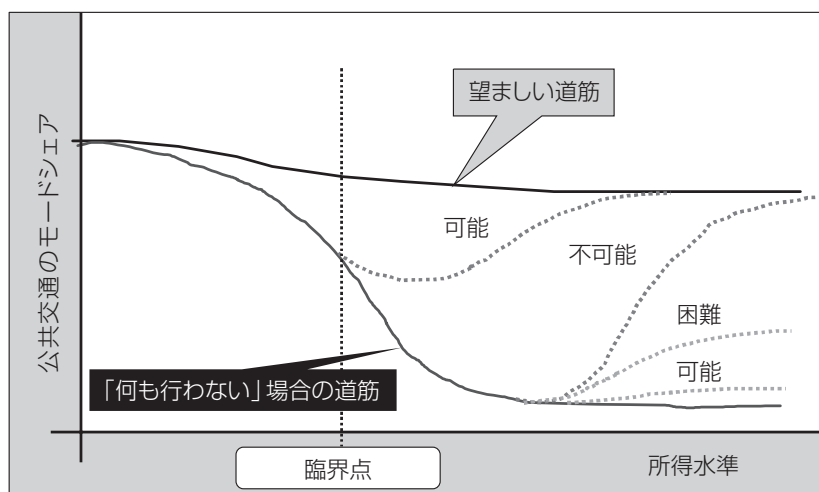 望ましい道筋
公共交通のモードシェア
可能
不可能
困難
可能
「何も行わない」場合の道筋
臨界点
所得水準